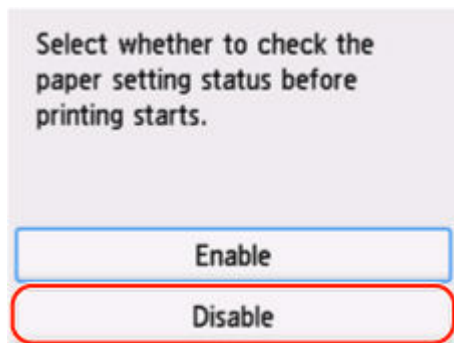 Select whether to check the
paper setting status before
printing starts.
Enable
Disable